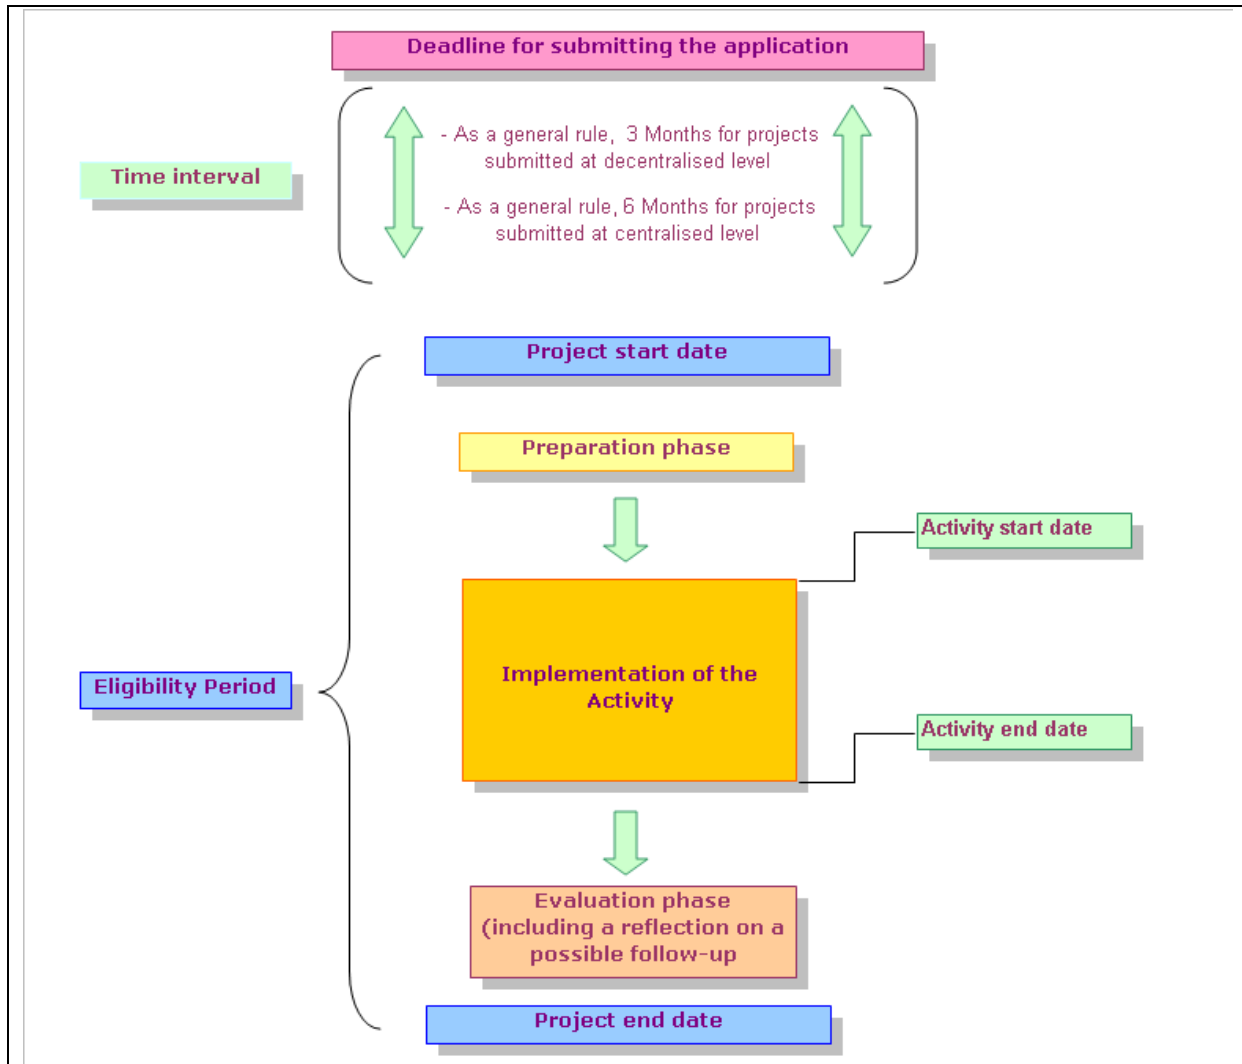 Deadline for submitting the application
- As a general rule, 3 Months for projects
submitted at decentralised level
Time interval
- As a general rule, 6 Months for projects
submitted at centralised level
Project start date
Preparation phase
Activity start date
Implementation of the
Activity
Eligibility Period
Activity end date
Evaluation phase
(including a reflection on a
possible follow-up
Project end date